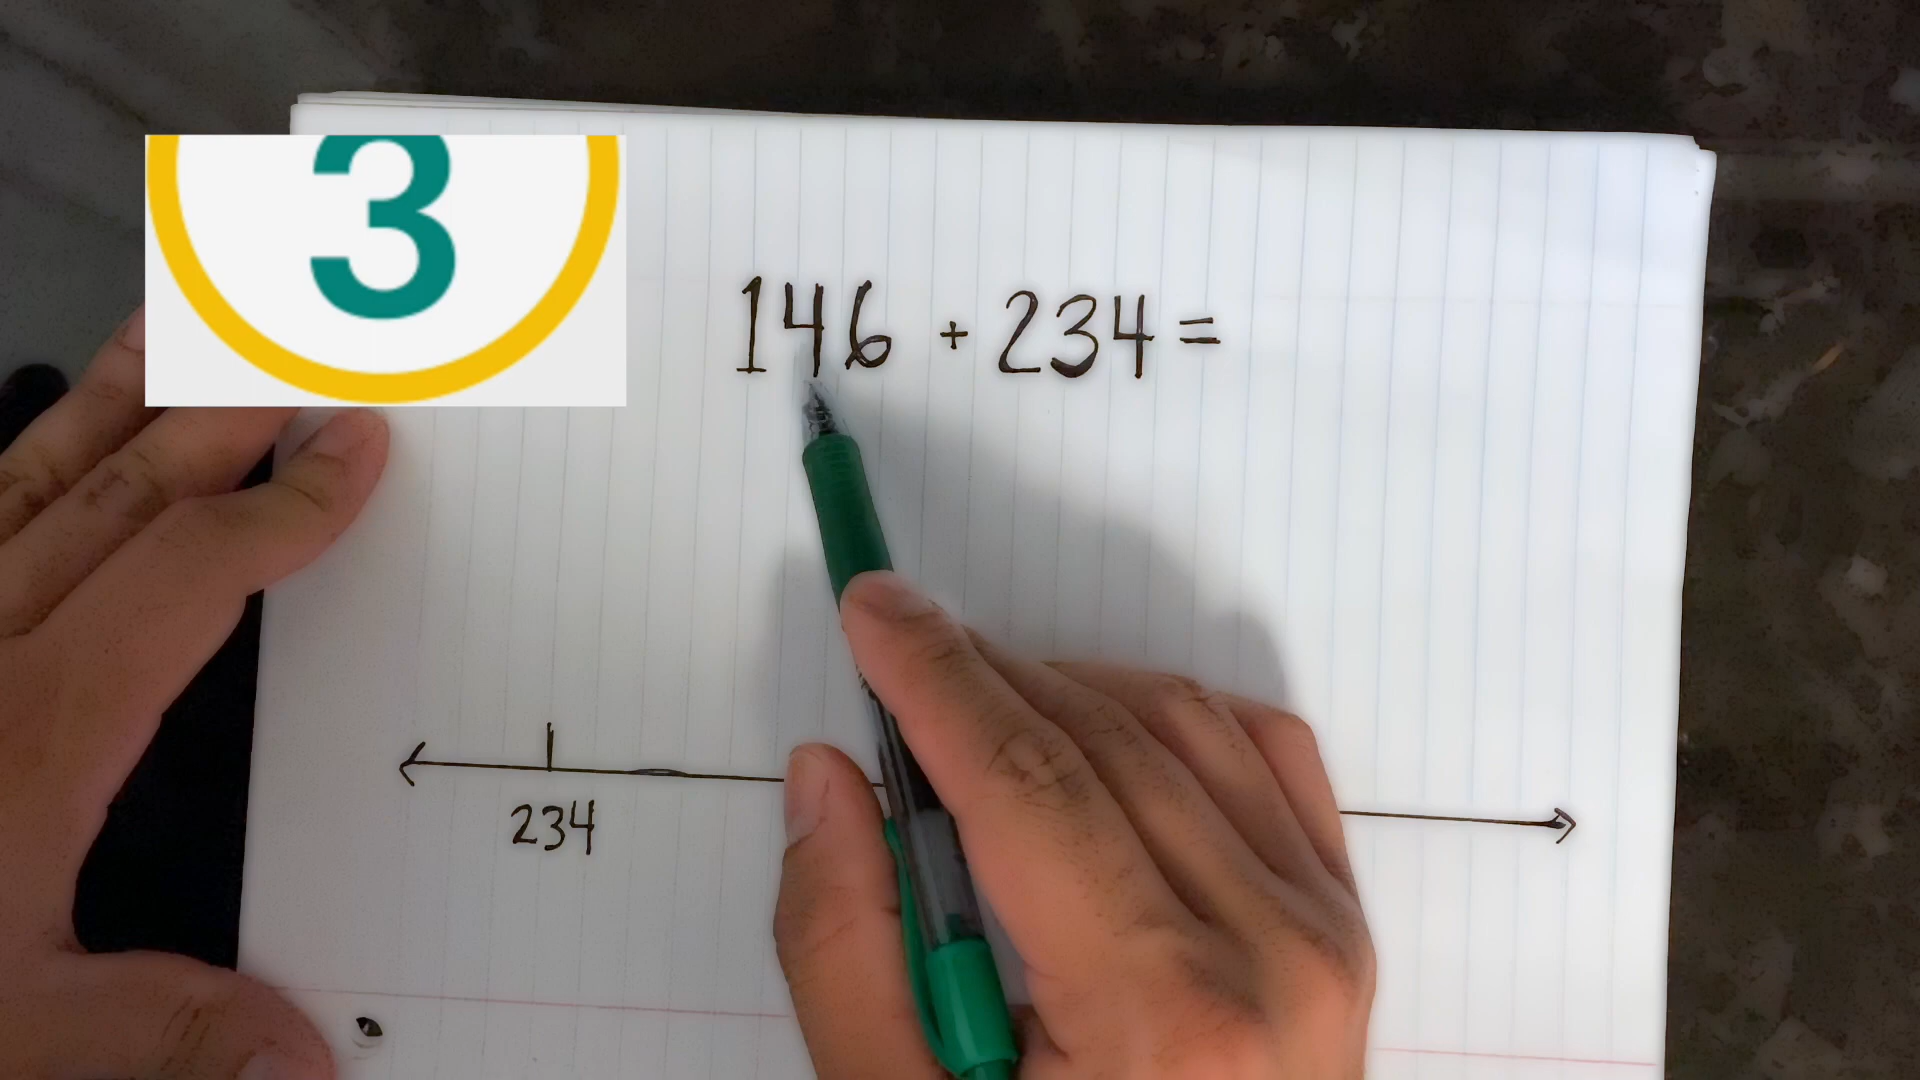 3
146 + 234 =
234